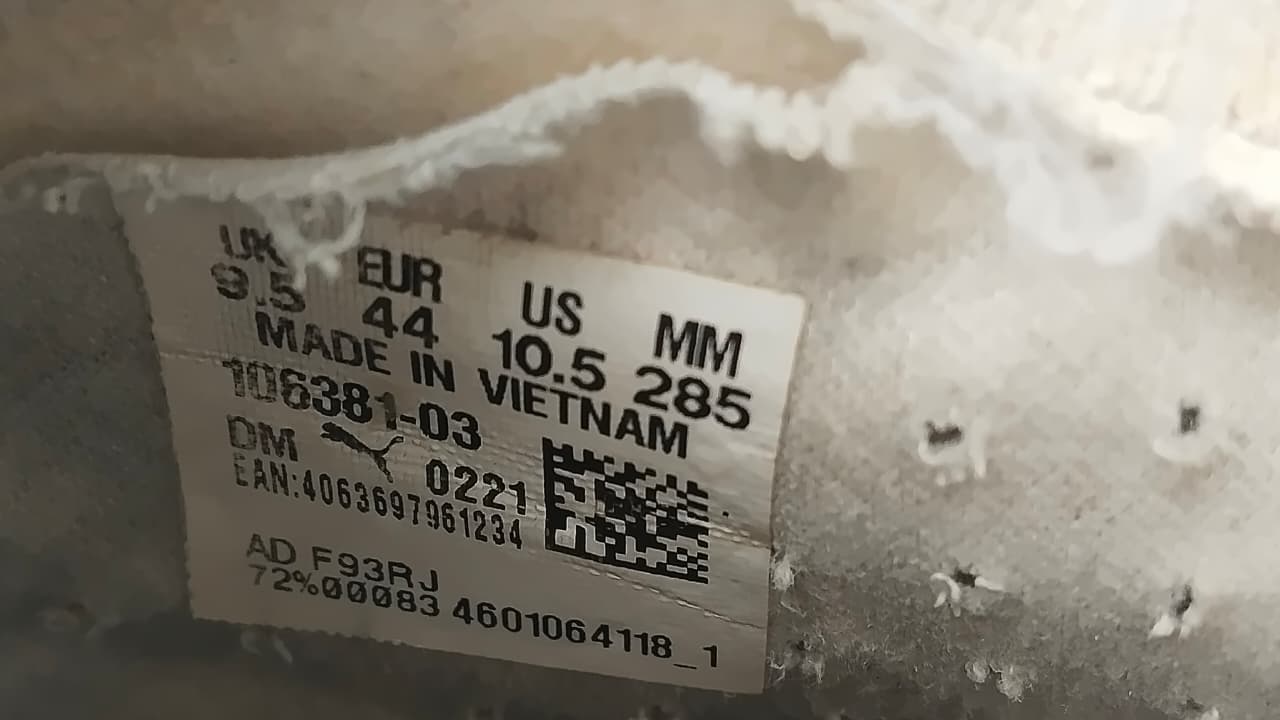 UK EUR US MM
9.5 44 10.5 285
MADE IN VIETNAM
106381-03
DM 0221
EAN:4063697961234
AD F93RJ
72%00083 4601064118_1